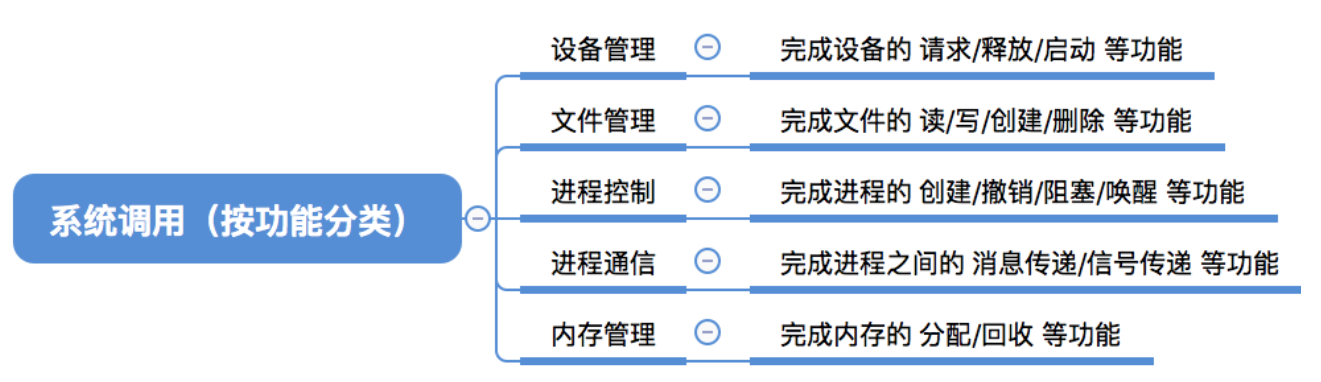 系统调用（按功能分类）
设备管理
完成设备的 请求/释放/启动 等功能
文件管理
完成文件的 读/写/创建/删除 等功能
进程控制
完成进程的 创建/撤销/阻塞/唤醒 等功能
进程通信
完成进程之间的 消息传递/信号传递 等功能
内存管理
完成内存的 分配/回收 等功能